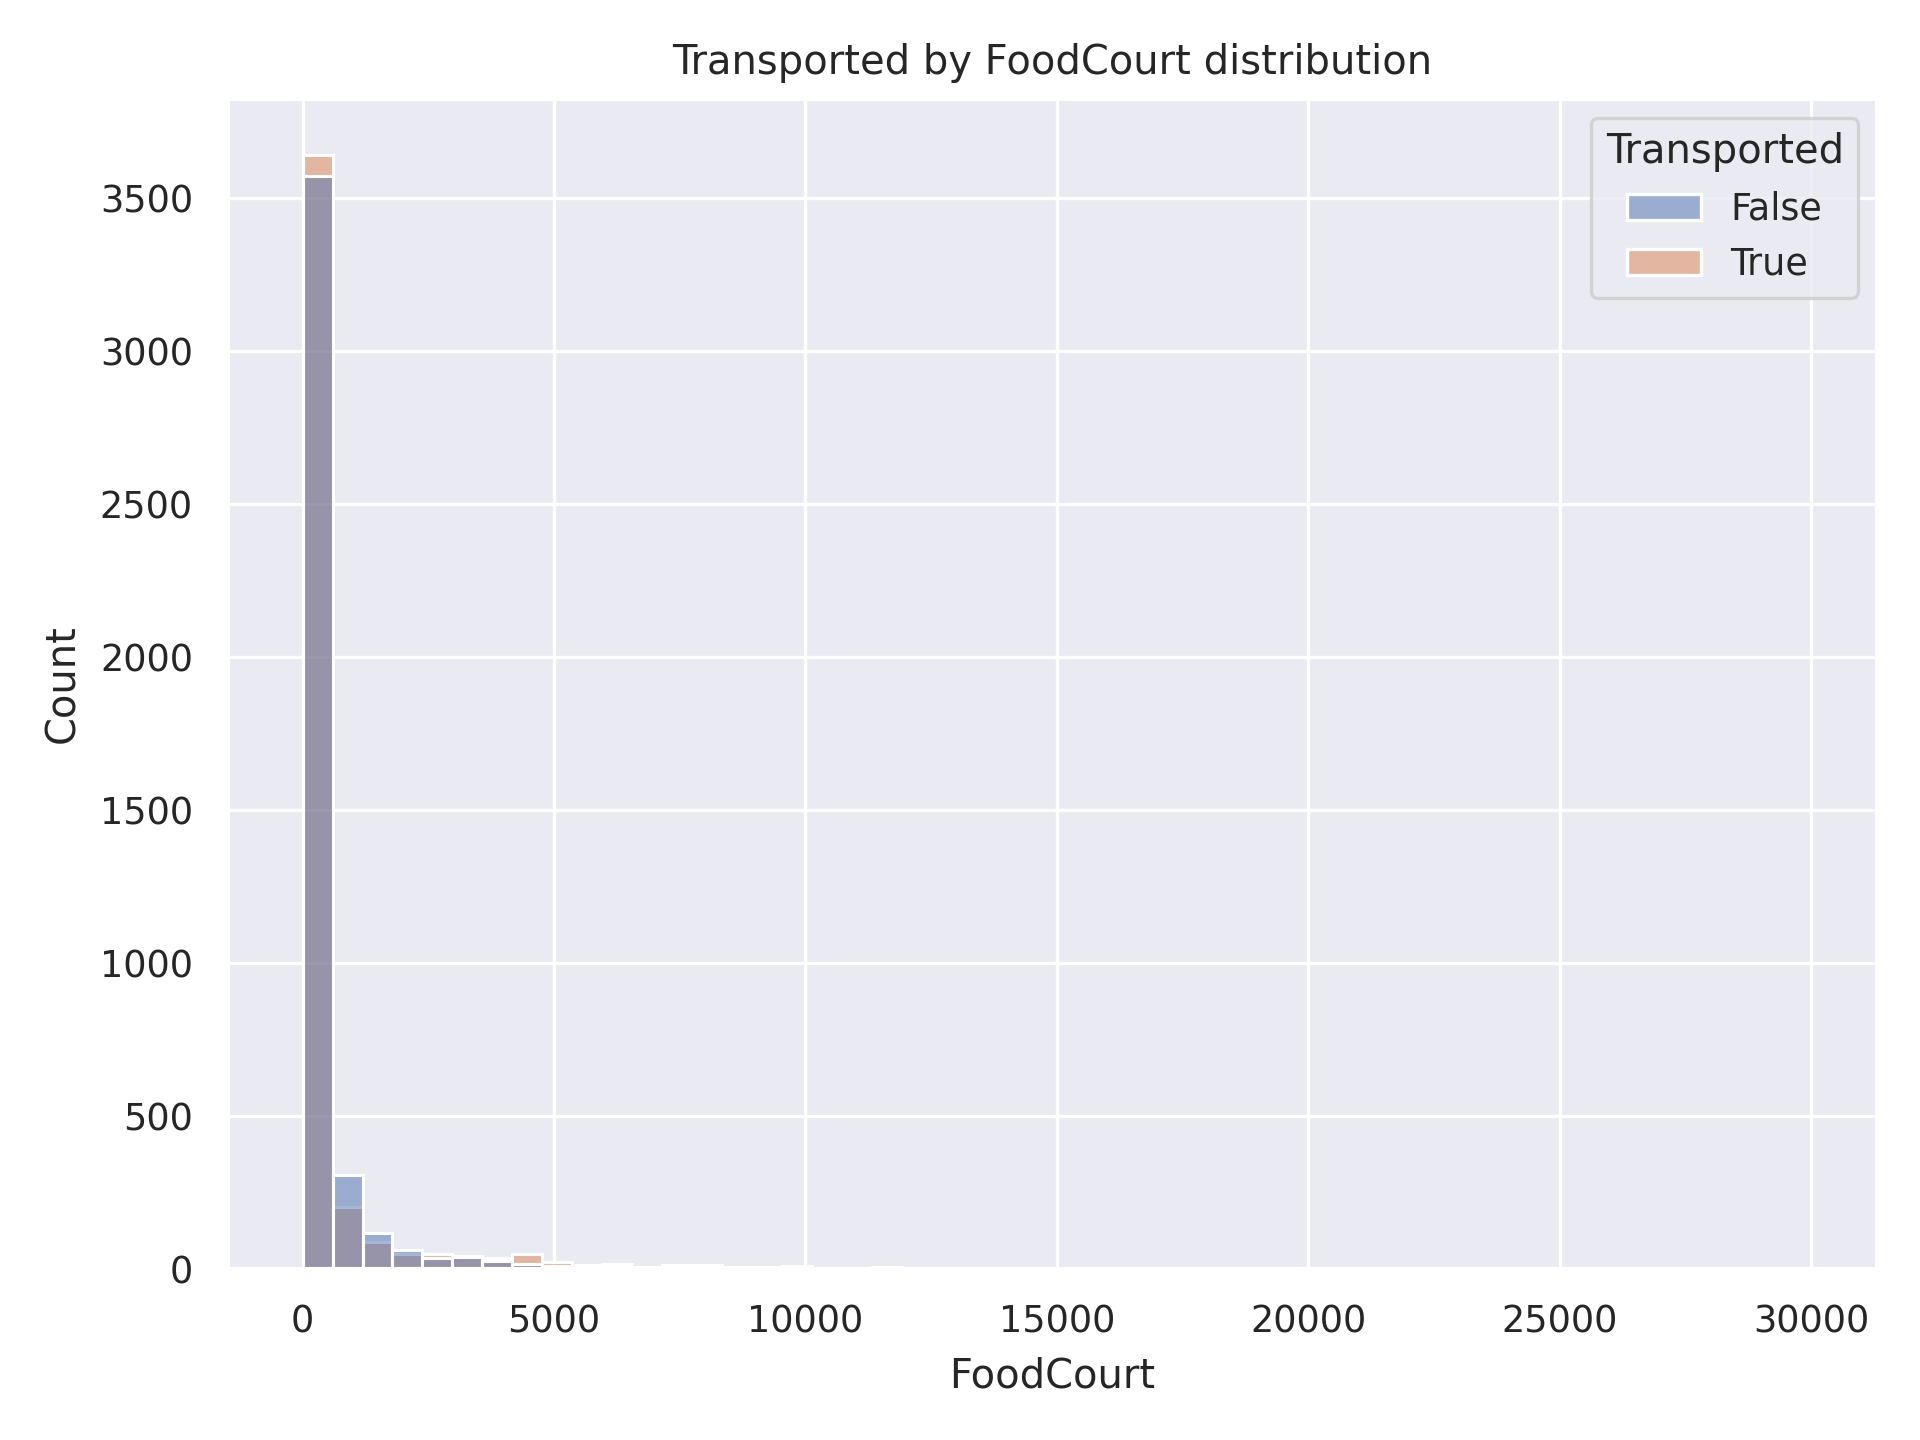 Transported by FoodCourt distribution
Transported
False
True
3500
3000
2500
2000
1500
1000
500
0
Count
0 5000 10000 15000 20000 25000 30000
FoodCourt